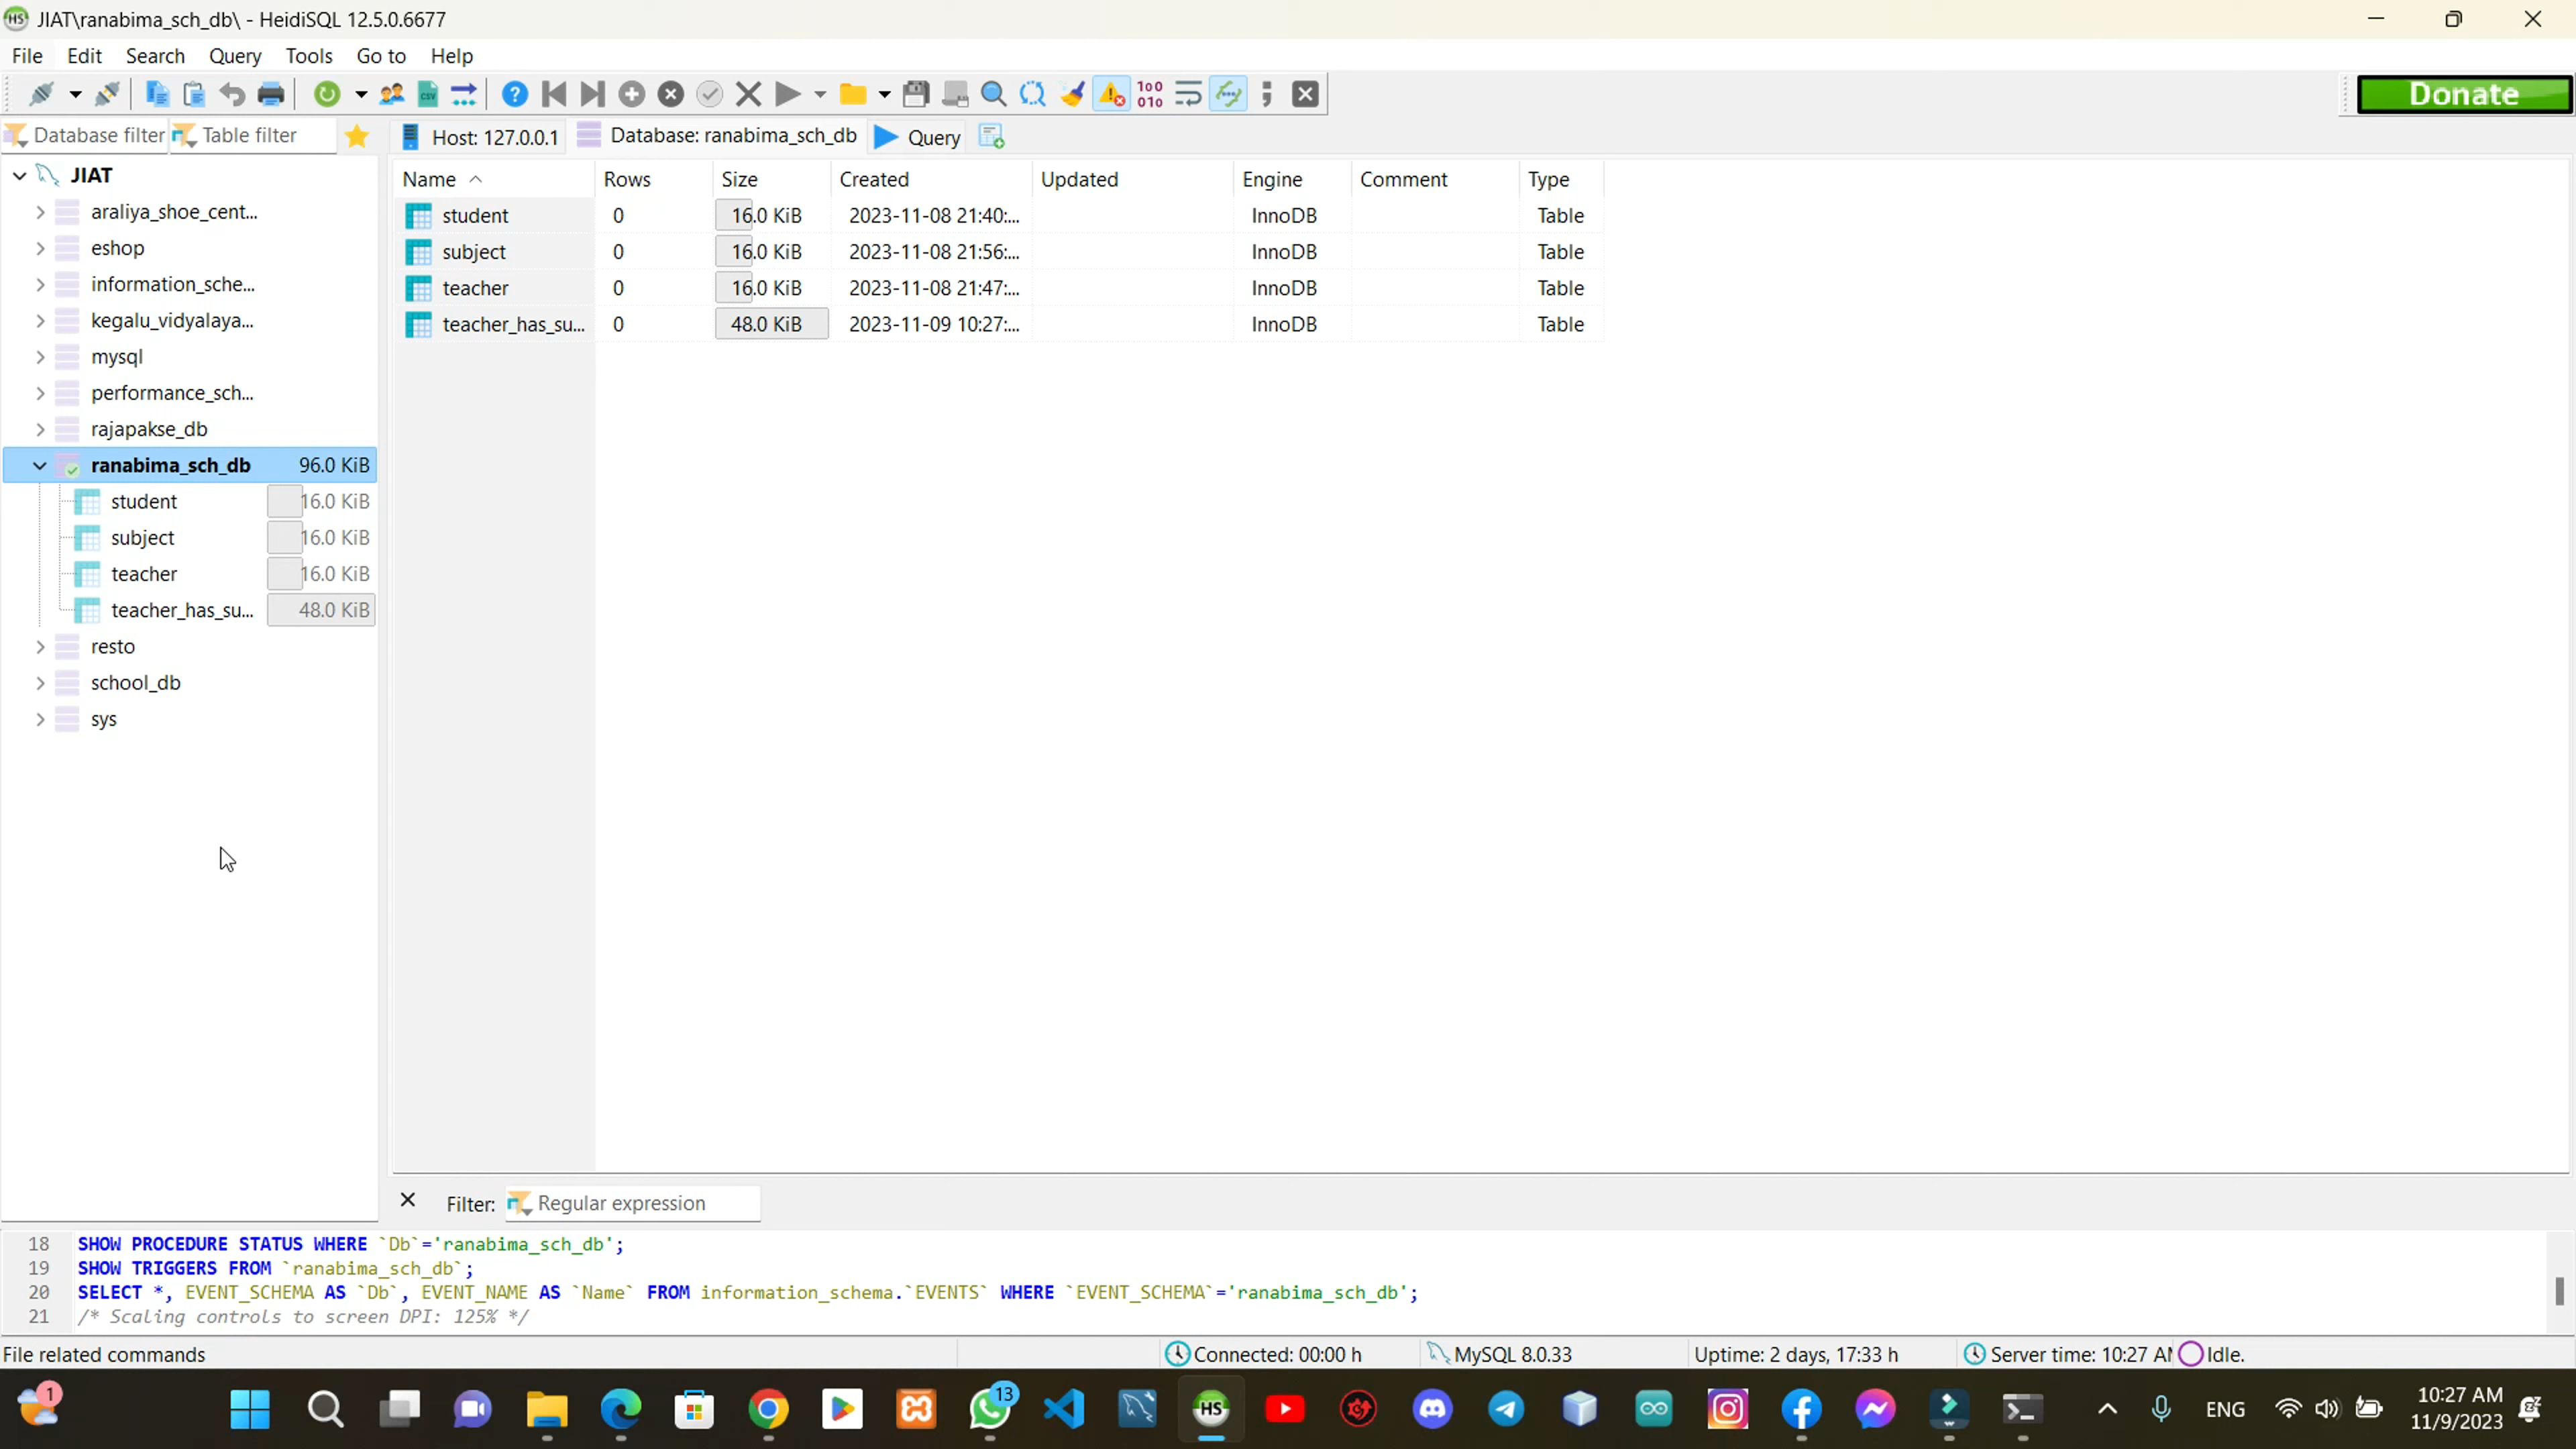 JIAT\ranabima_sch_db\ - HeidiSQL 12.5.0.6677
File Edit Search Query Tools Go to Help
Donate
Database filter Table filter Host: 127.0.0.1 Database: ranabima_sch_db Query
JIAT
araliya_shoe_cent...
eshop
information_sche...
kegalu_vidyalaya...
mysql
performance_sch...
rajapakse_db
ranabima_sch_db 96.0 KiB
student 16.0 KiB
subject 16.0 KiB
teacher 16.0 KiB
teacher_has_su... 48.0 KiB
resto
school_db
sys
Name Rows Size Created Updated Engine Comment Type
student 0 16.0 KiB 2023-11-08 21:40:... InnoDB Table
subject 0 16.0 KiB 2023-11-08 21:56:... InnoDB Table
teacher 0 16.0 KiB 2023-11-08 21:47:... InnoDB Table
teacher_has_su... 0 48.0 KiB 2023-11-09 10:27:... InnoDB Table
Filter: Regular expression
18 SHOW PROCEDURE STATUS WHERE `Db`='ranabima_sch_db';
19 SHOW TRIGGERS FROM `ranabima_sch_db`;
20 SELECT *, EVENT_SCHEMA AS `Db`, EVENT_NAME AS `Name` FROM information_schema.`EVENTS` WHERE `EVENT_SCHEMA`='ranabima_sch_db';
21 /* Scaling controls to screen DPI: 125% */
File related commands Connected: 00:00 h MySQL 8.0.33 Uptime: 2 days, 17:33 h Server time: 10:27 AM Idle.
1 13 HS ENG 10:27 AM
11/9/2023